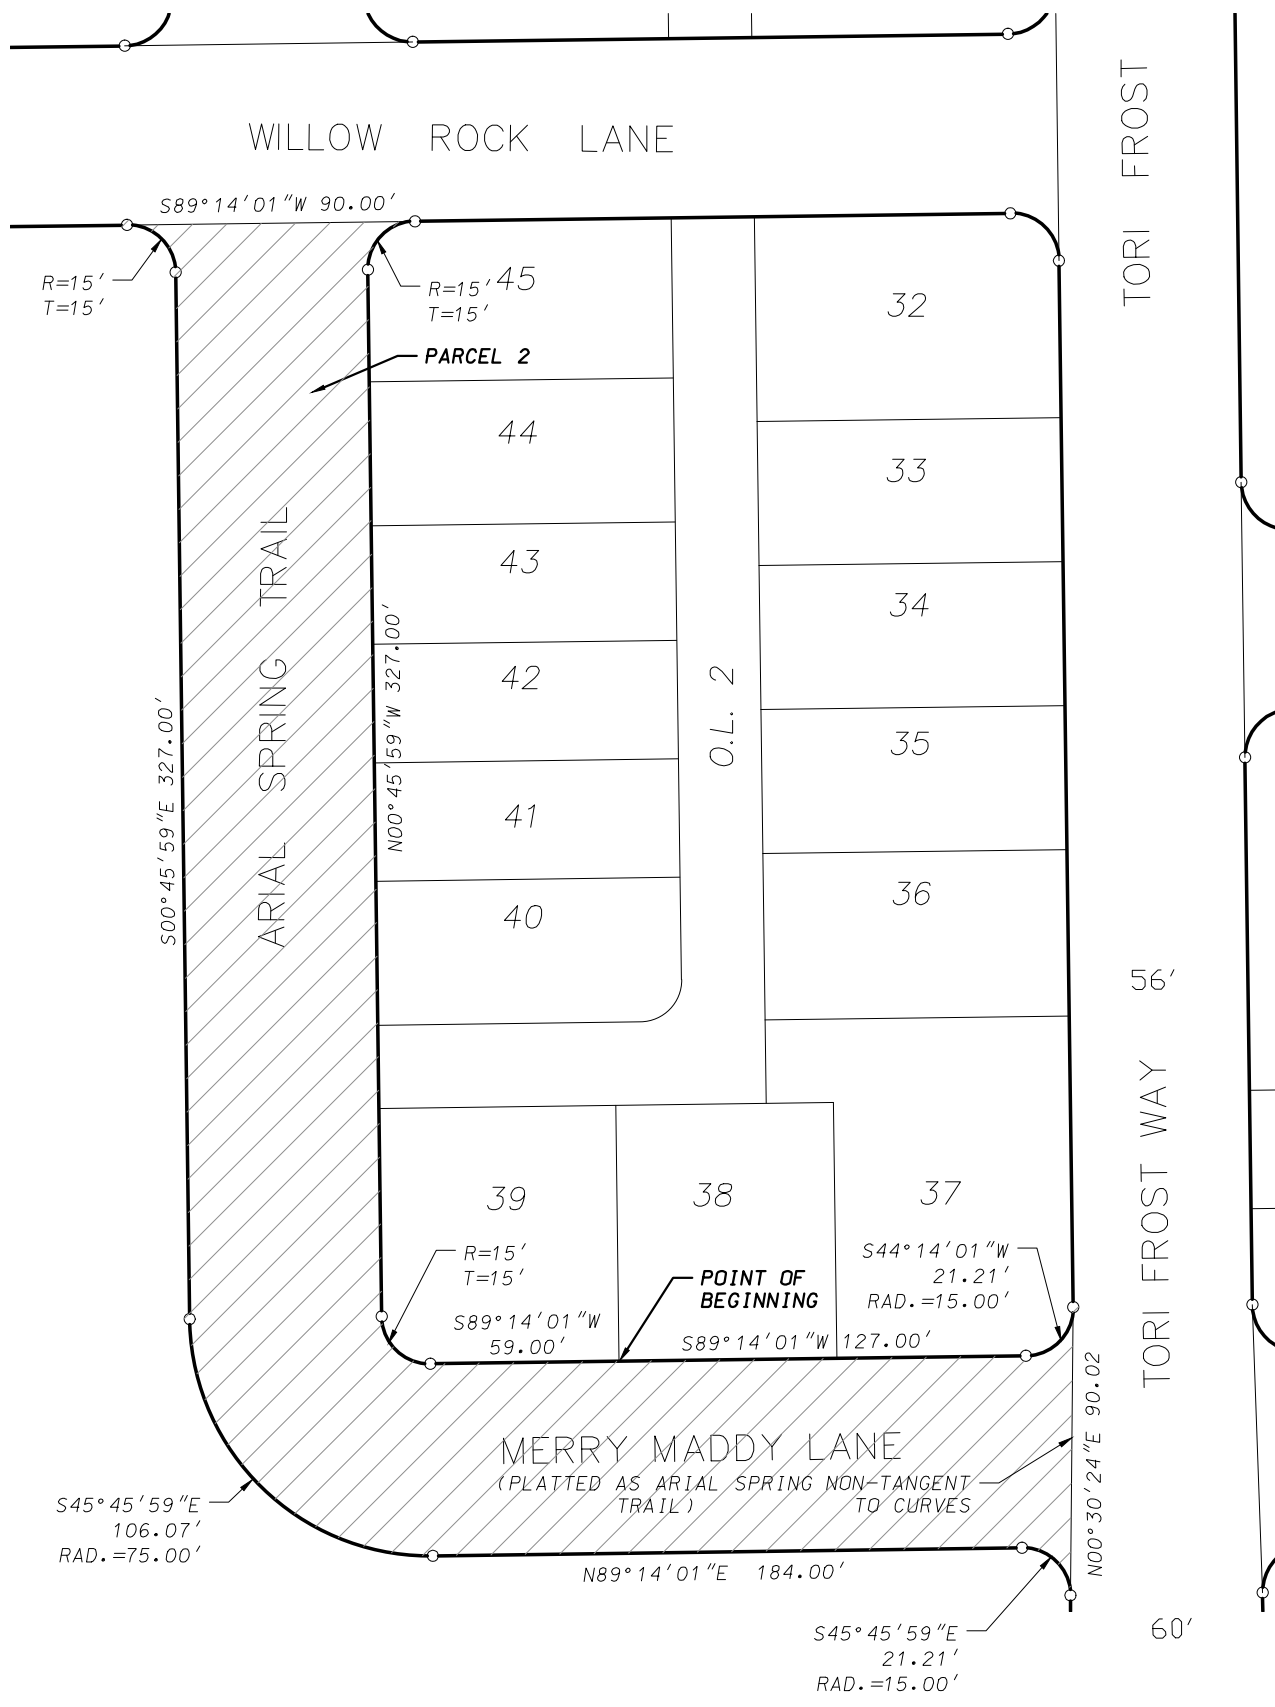 TORI FROST
WILLOW ROCK LANE
S89°14'01"W 90.00'
R=15'
T=15'
R=15'
T=15'
45
32
PARCEL 2
44
33
43
34
ARIAL SPRING TRAIL
N00°45'59"W 327.00'
S00°45'59"E 327.00'
42
O.L. 2
35
41
36
40
56'
TORI FROST WAY
39
38
37
R=15'
T=15'
S44°14'01"W
21.21'
RAD.=15.00'
POINT OF
BEGINNING
S89°14'01"W
59.00'
S89°14'01"W 127.00'
N00°30'24"E 90.02
MERRY MADDY LANE
(PLATTED AS ARIAL SPRING
TRAIL)
NON-TANGENT
TO CURVES
S45°45'59"E
106.07'
RAD.=75.00'
N89°14'01"E 184.00'
S45°45'59"E
21.21'
RAD.=15.00'
60'